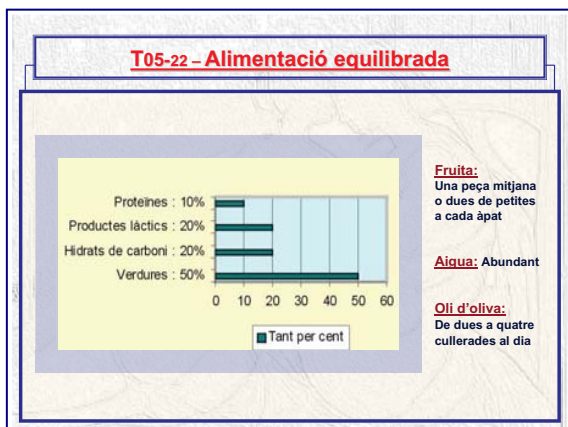 T05-22 – Alimentació equilibrada
Proteïnes : 10%
Productes làctics : 20%
Hidrats de carboni : 20%
Verdures : 50%
0 10 20 30 40 50 60
Tant per cent
Fruita:
Una peça mitjana
o dues de petites
a cada àpat
Aigua: Abundant
Oli d'oliva:
De dues a quatre
cullerades al dia